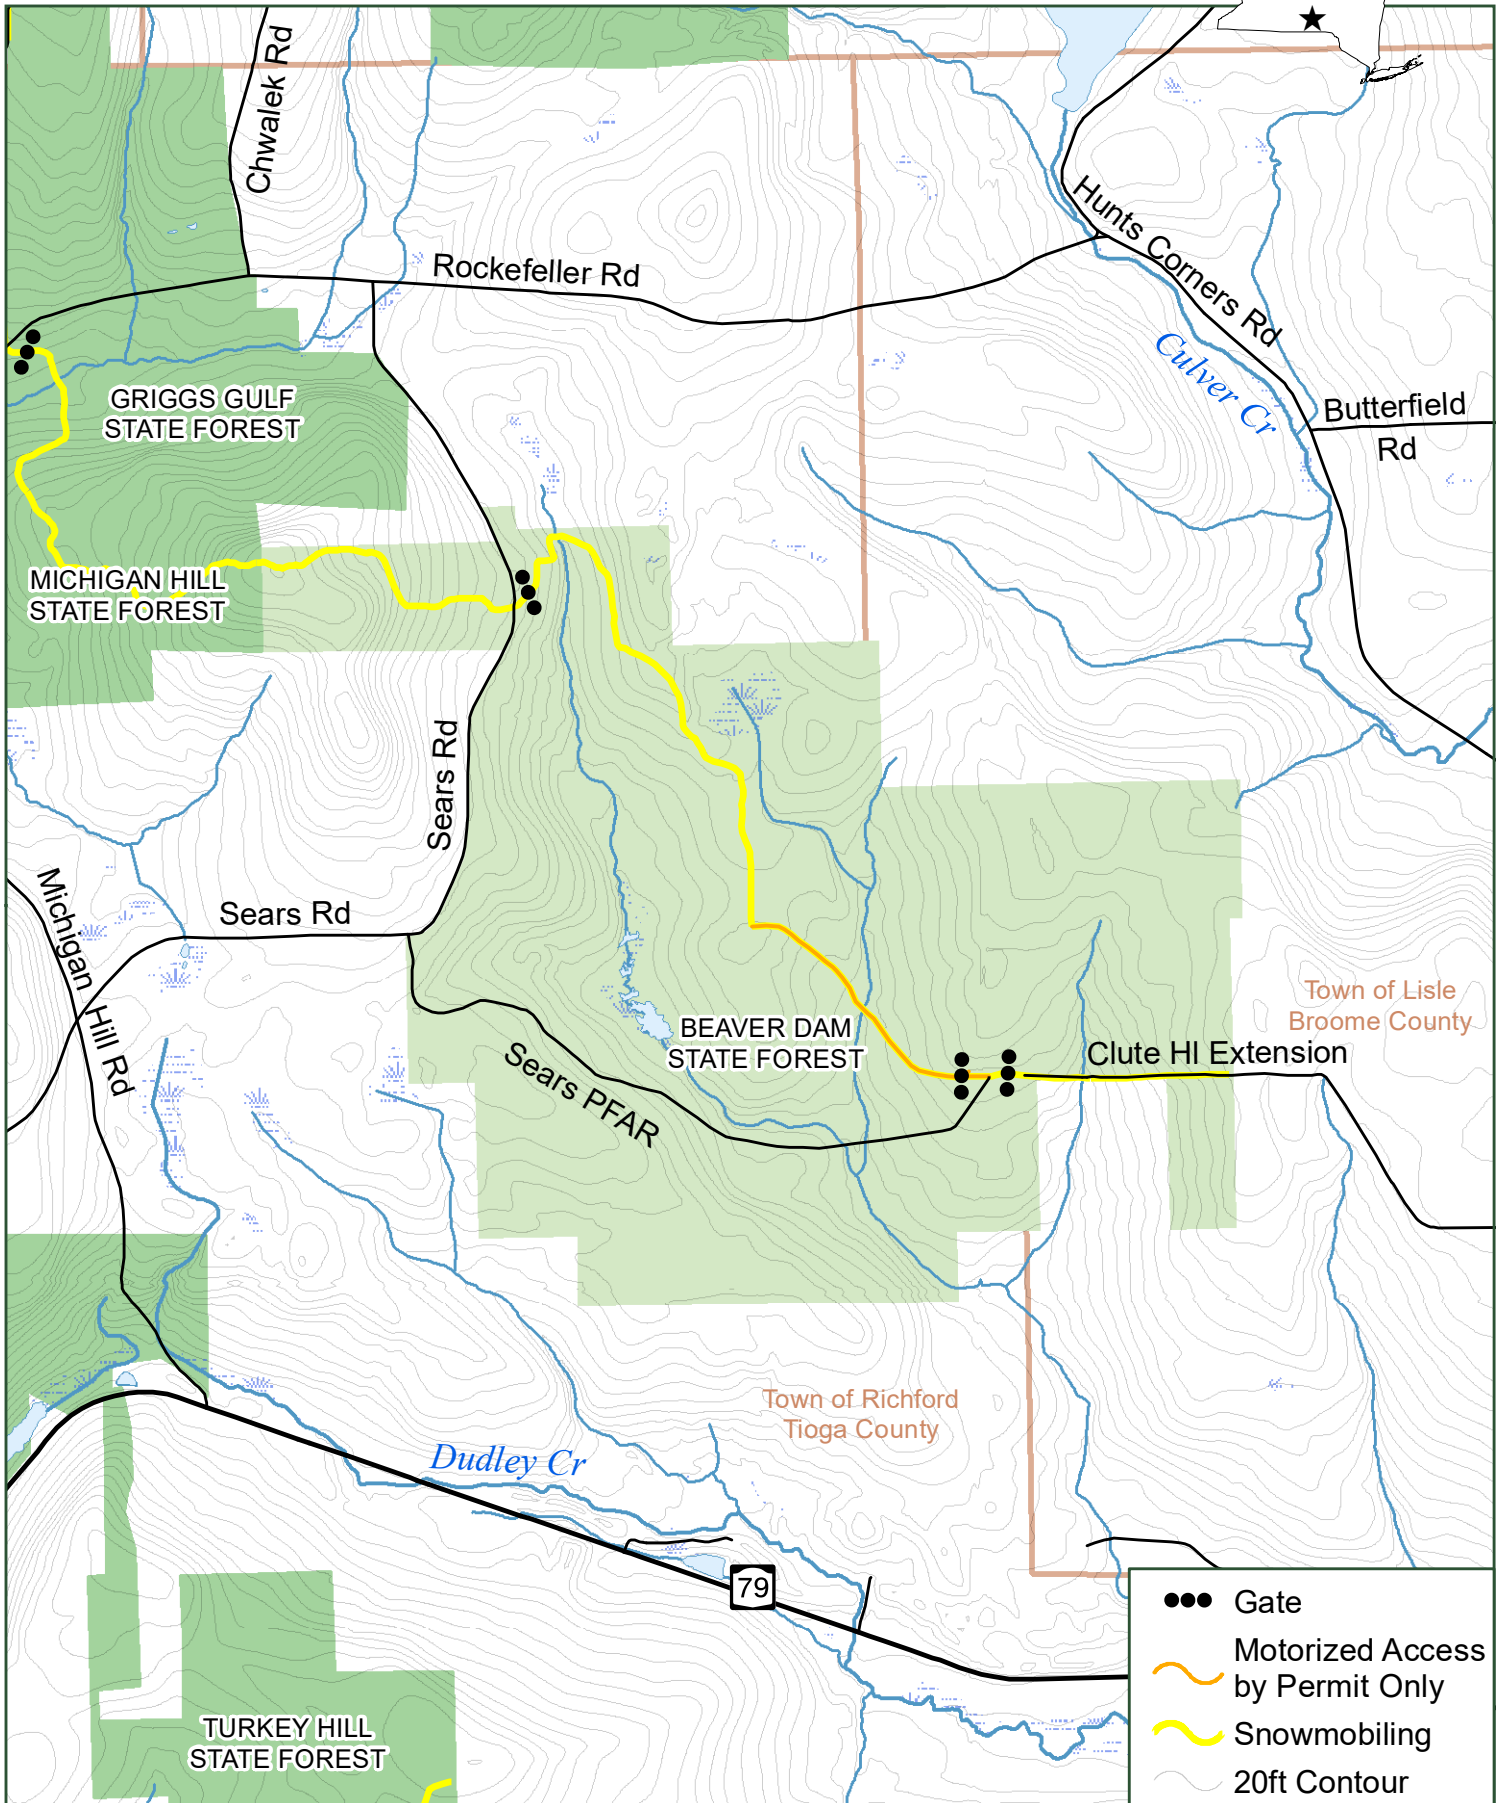 Chwalek Rd
Rockefeller Rd
Hunts Corners Rd
Culver Cr
Butterfield
Rd
GRIGGS GULF
STATE FOREST
MICHIGAN HILL
STATE FOREST
Sears Rd
Sears Rd
Michigan Hill Rd
Town of Lisle
Broome County
BEAVER DAM
STATE FOREST
Clute Hl Extension
Sears PFAR
Town of Richford
Tioga County
Dudley Cr
79
TURKEY HILL
STATE FOREST
Gate
Motorized Access
by Permit Only
Snowmobiling
20ft Contour